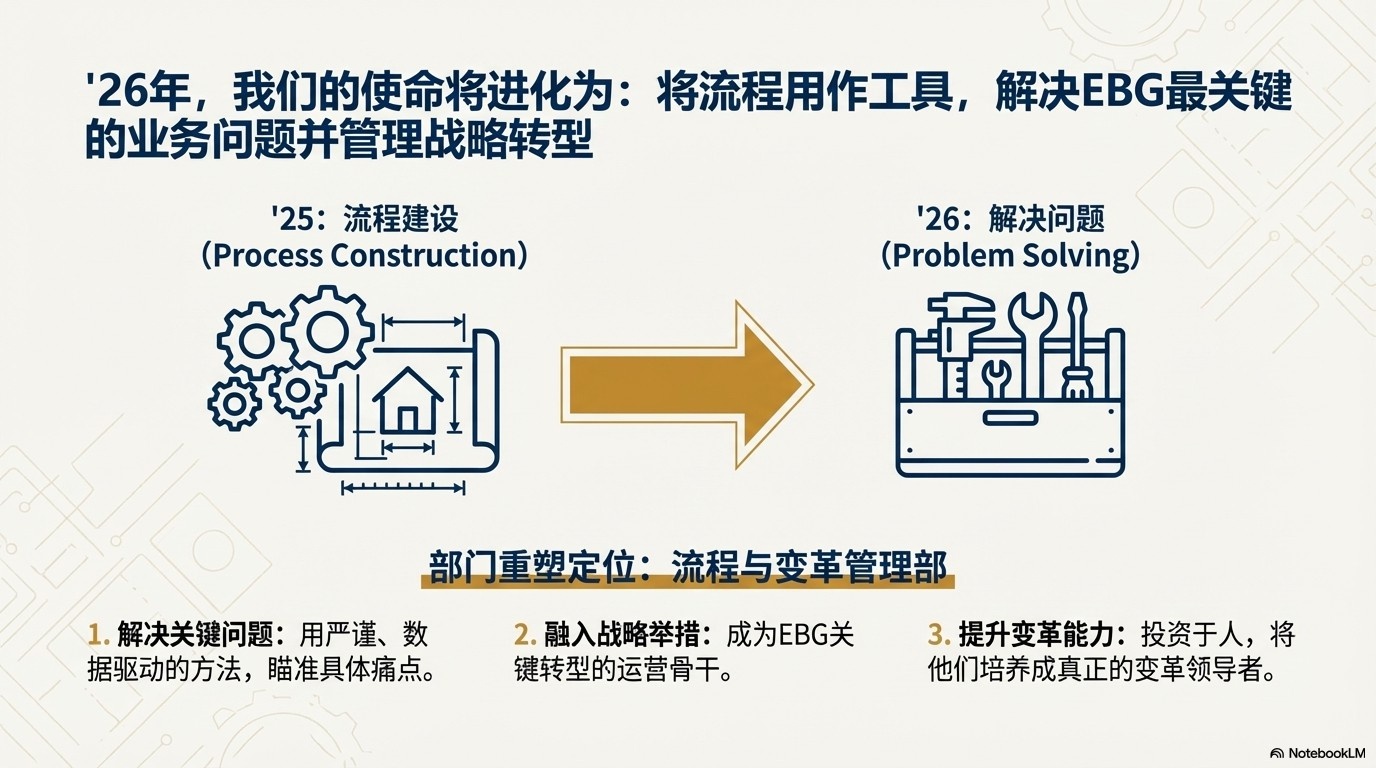 '26年，我们的使命将进化为：将流程用作工具，解决EBG最关键
的业务问题并管理战略转型
'25：流程建设
（Process Construction）
'26：解决问题
（Problem Solving）
部门重塑定位：流程与变革管理部
1. 解决关键问题：用严谨、数
据驱动的方法，瞄准具体痛点。
2. 融入战略举措：成为EBG关
键转型的运营骨干。
3. 提升变革能力：投资于人，将
他们培养成真正的变革领导者。
NotebookLM